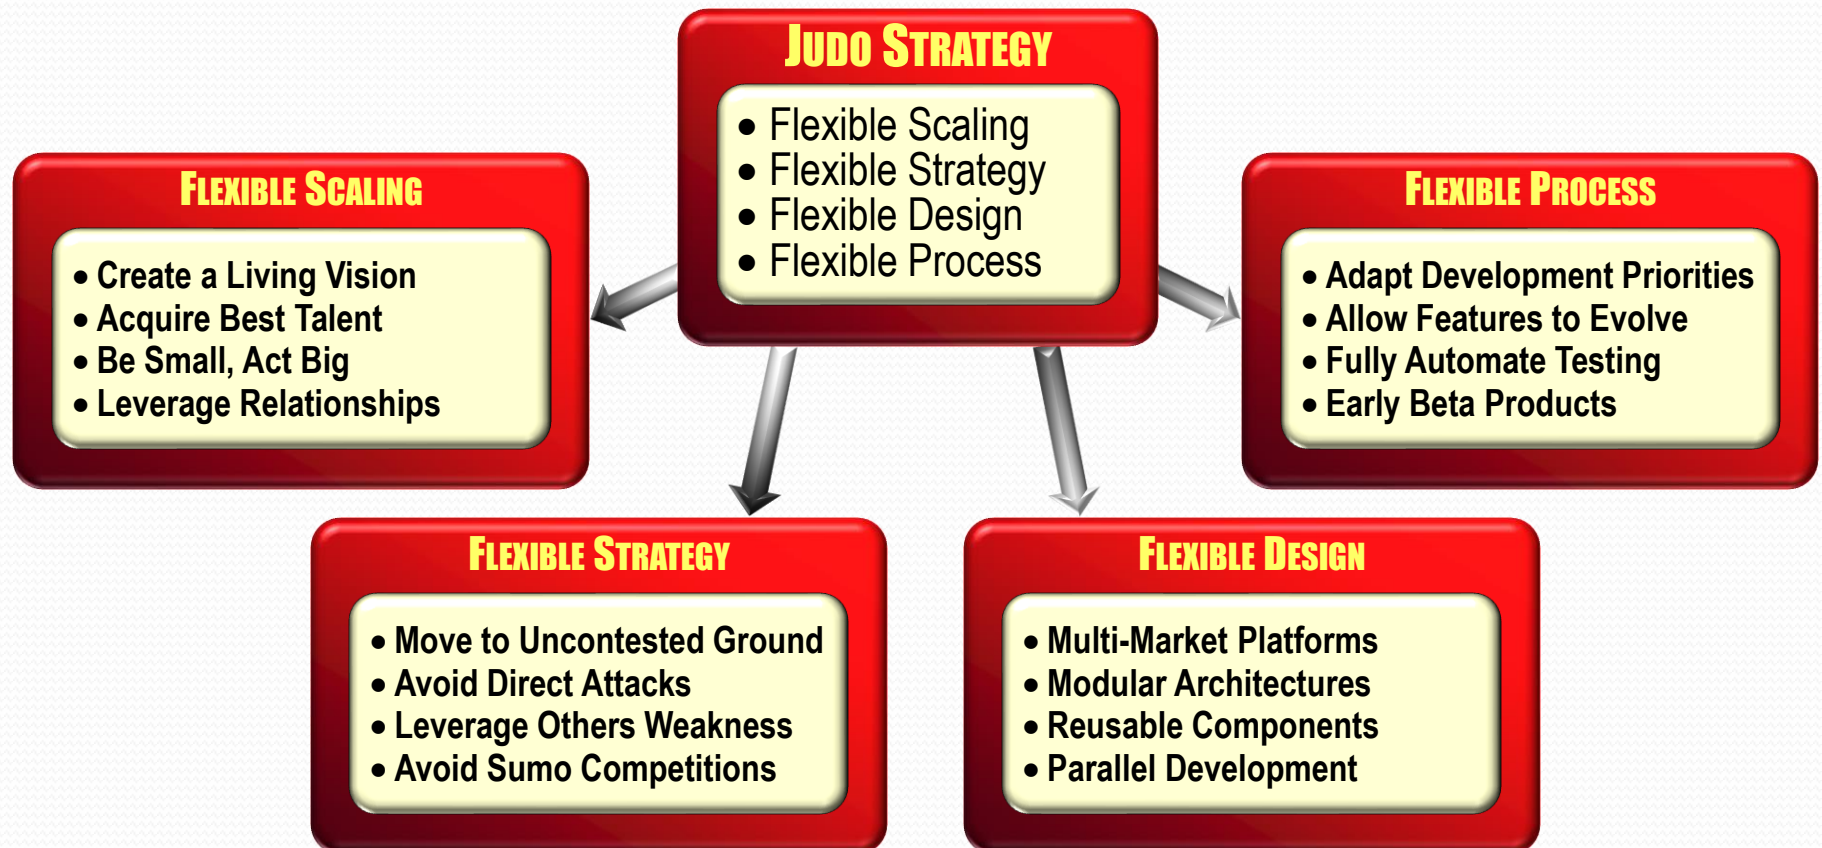 JUDO STRATEGY
• Flexible Scaling
• Flexible Strategy
• Flexible Design
• Flexible Process
FLEXIBLE SCALING
• Create a Living Vision
• Acquire Best Talent
• Be Small, Act Big
• Leverage Relationships
FLEXIBLE PROCESS
• Adapt Development Priorities
• Allow Features to Evolve
• Fully Automate Testing
• Early Beta Products
FLEXIBLE STRATEGY
• Move to Uncontested Ground
• Avoid Direct Attacks
• Leverage Others Weakness
• Avoid Sumo Competitions
FLEXIBLE DESIGN
• Multi-Market Platforms
• Modular Architectures
• Reusable Components
• Parallel Development